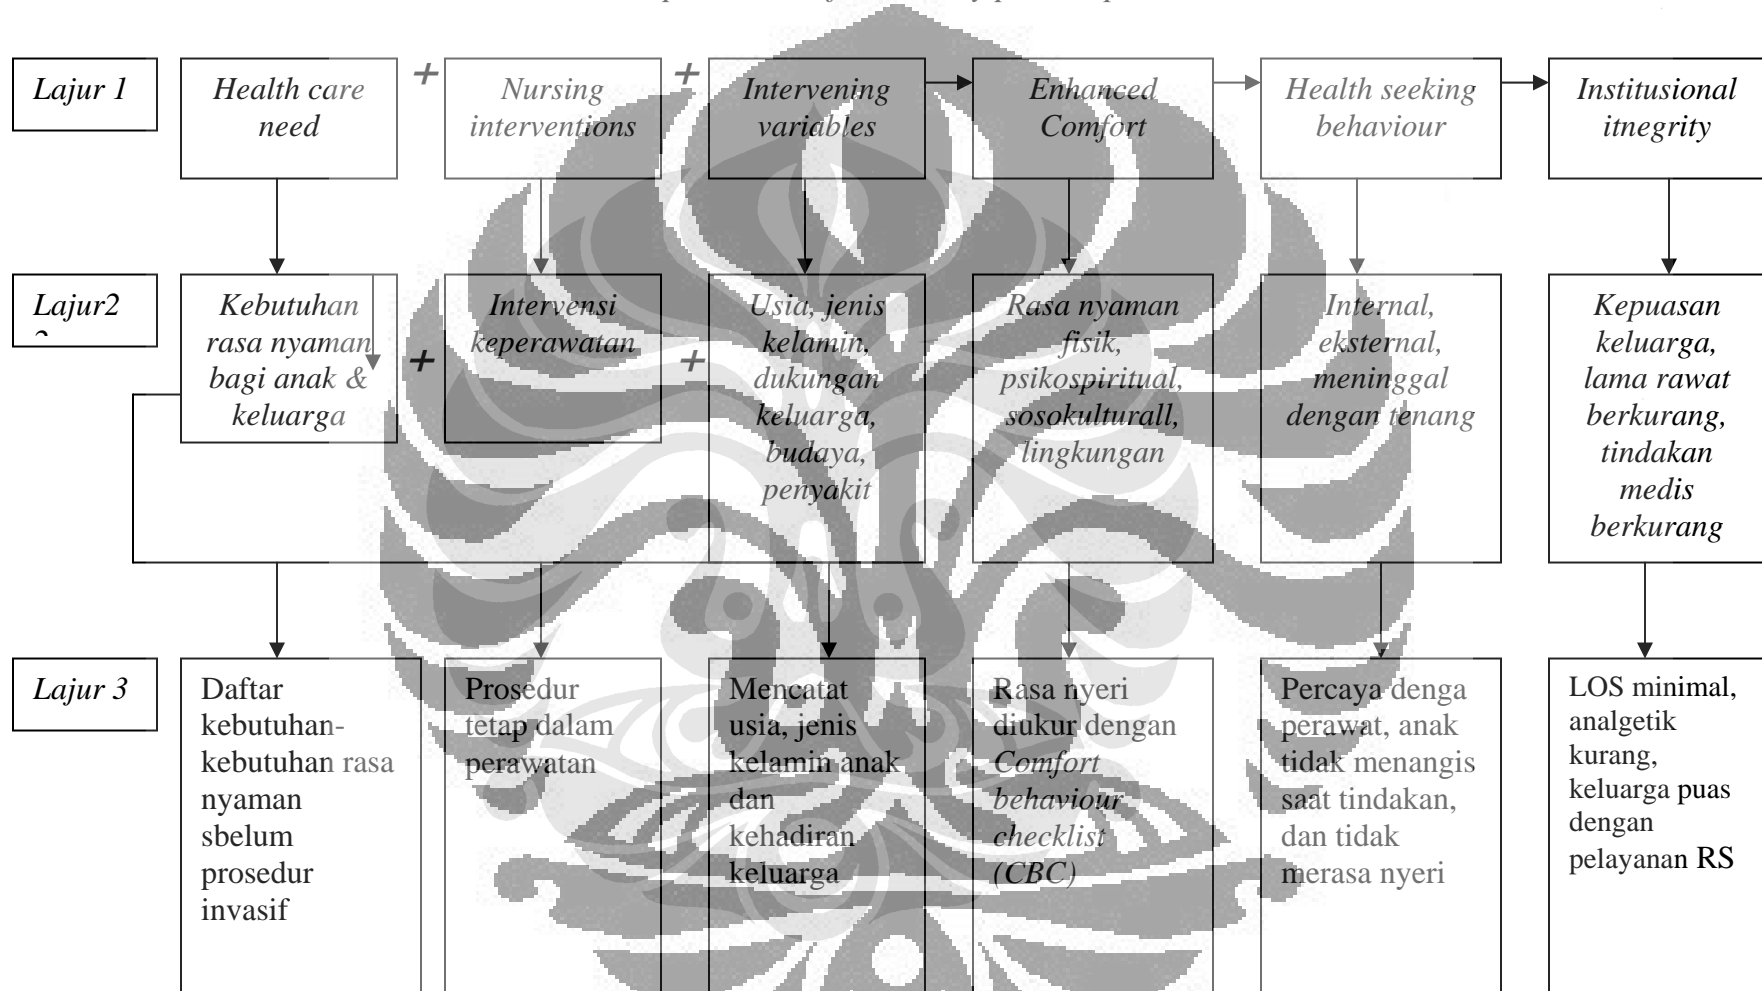 Lajur 1
Health care
need
+
Nursing
interventions
+
Intervening
variables
Enhanced
Comfort
Health seeking
behaviour
Institusional
itnegrity
Lajur2
Kebutuhan
rasa nyaman
bagi anak &
keluarga
+
Intervensi
keperawatan
+
Usia, jenis
kelamin,
dukungan
keluarga,
budaya,
penyakit
Rasa nyaman
fisik,
psikospiritual,
sosokulturall,
lingkungan
Internal,
eksternal,
meninggal
dengan tenang
Kepuasan
keluarga,
lama rawat
berkurang,
tindakan
medis
berkurang
Lajur 3
Daftar
kebutuhan-
kebutuhan rasa
nyaman
sbelum
prosedur
invasif
Prosedur
tetap dalam
perawatan
Mencatat
usia, jenis
kelamin anak
dan
kehadiran
keluarga
Rasa nyeri
diukur dengan
Comfort
behaviour
checklist
(CBC)
Percaya denga
perawat, anak
tidak menangis
saat tindakan,
dan tidak
merasa nyeri
LOS minimal,
analgetik
kurang,
keluarga puas
dengan
pelayanan RS